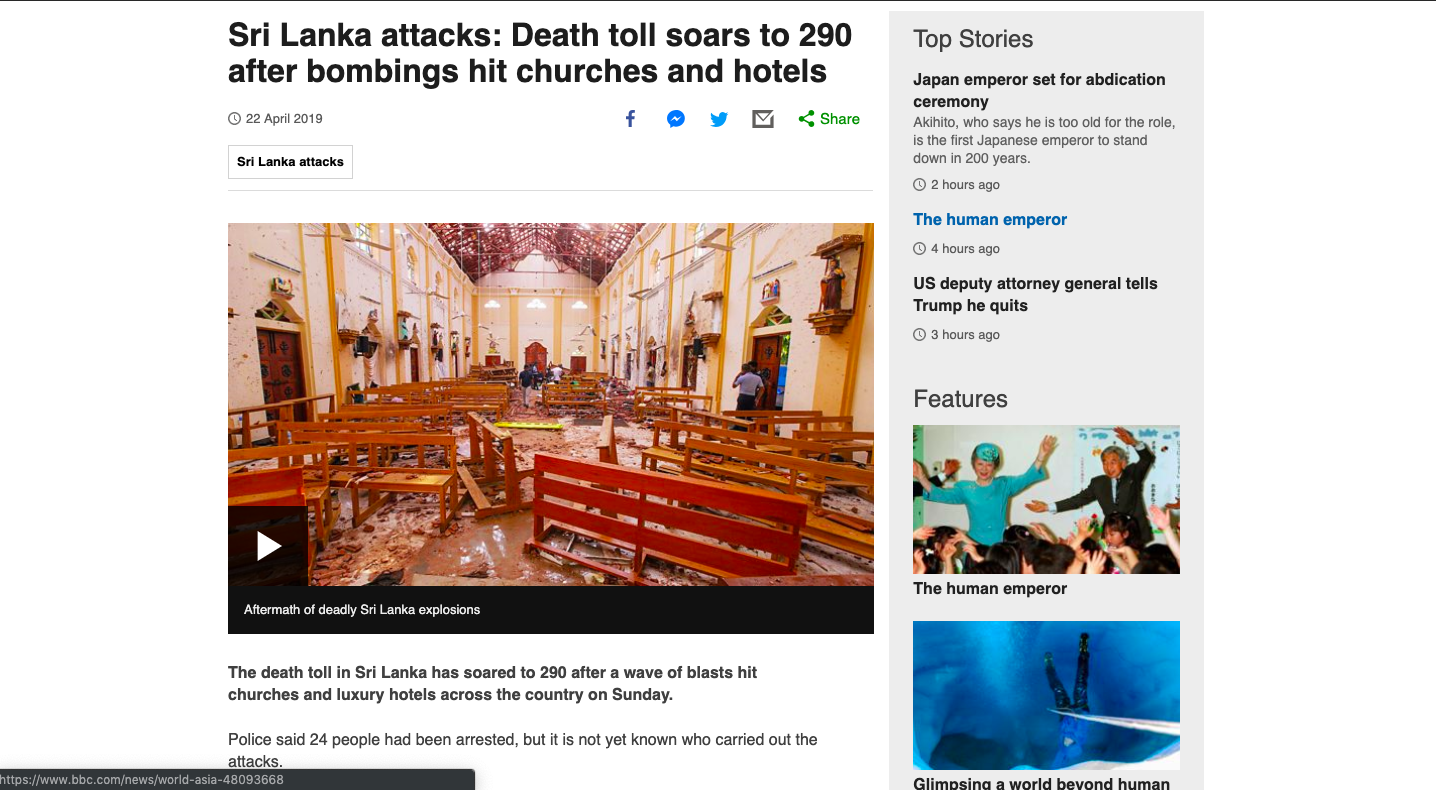 Sri Lanka attacks: Death toll soars to 290
after bombings hit churches and hotels
22 April 2019
Share
Sri Lanka attacks
Aftermath of deadly Sri Lanka explosions
The death toll in Sri Lanka has soared to 290 after a wave of blasts hit
churches and luxury hotels across the country on Sunday.
Police said 24 people had been arrested, but it is not yet known who carried out the
attacks.
https://www.bbc.com/news/world-asia-48093668
Top Stories
Japan emperor set for abdication
ceremony
Akihito, who says he is too old for the role,
is the first Japanese emperor to stand
down in 200 years.
2 hours ago
The human emperor
4 hours ago
US deputy attorney general tells
Trump he quits
3 hours ago
Features
The human emperor
Glimpsing a world beyond human